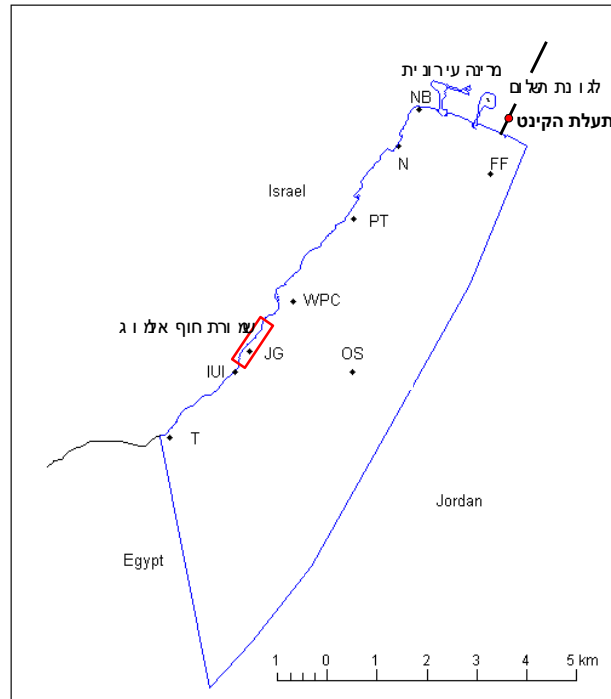 מרינה עירונית
לגונת תשלום
NB
תעלת הקינט
N
FF
Israel
PT
WPC
שמורת חוף אלמוג
JG
OS
IUI
T
Jordan
Egypt
1 0 1 2 3 4 5 km